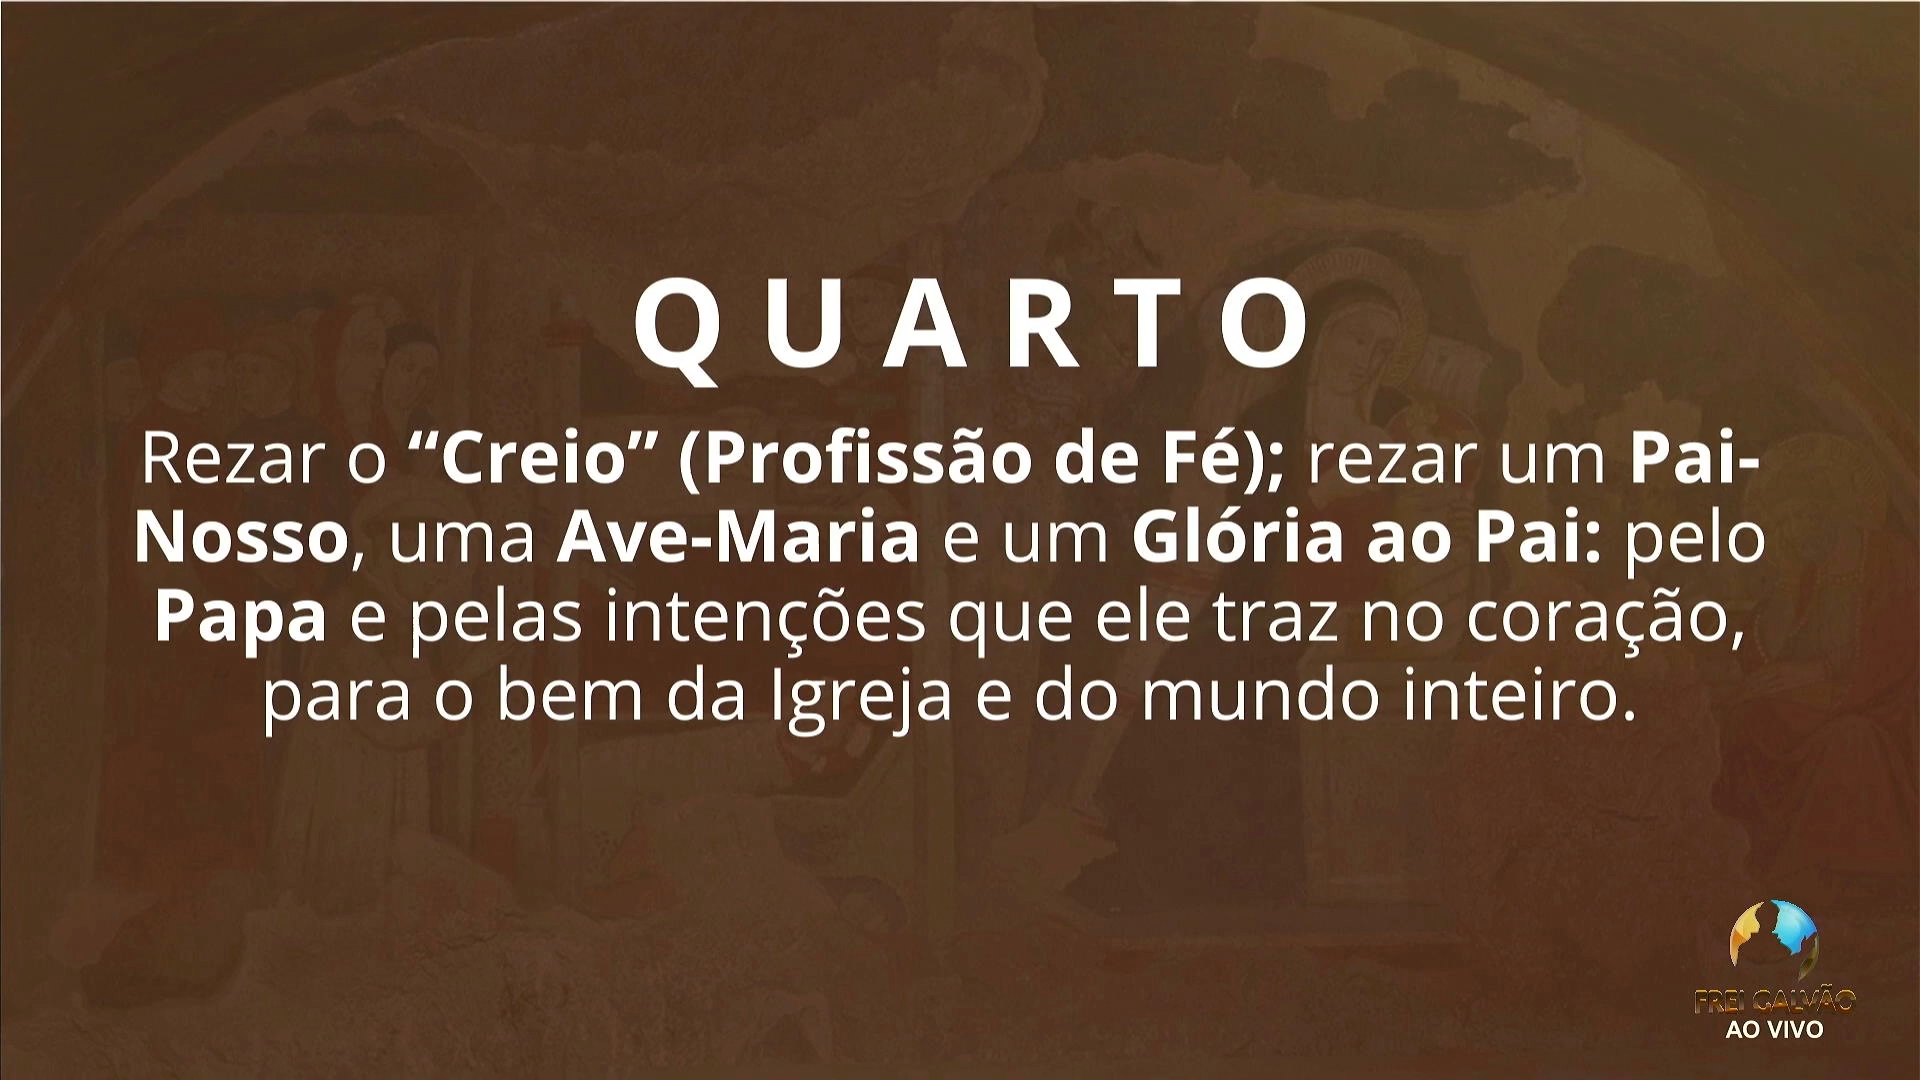 QUARTO
Rezar o “Creio” (Profissão de Fé); rezar um Pai-
Nosso, uma Ave-Maria e um Glória ao Pai: pelo
Papa e pelas intenções que ele traz no coração,
para o bem da Igreja e do mundo inteiro.
FREI GALVÃO
AO VIVO